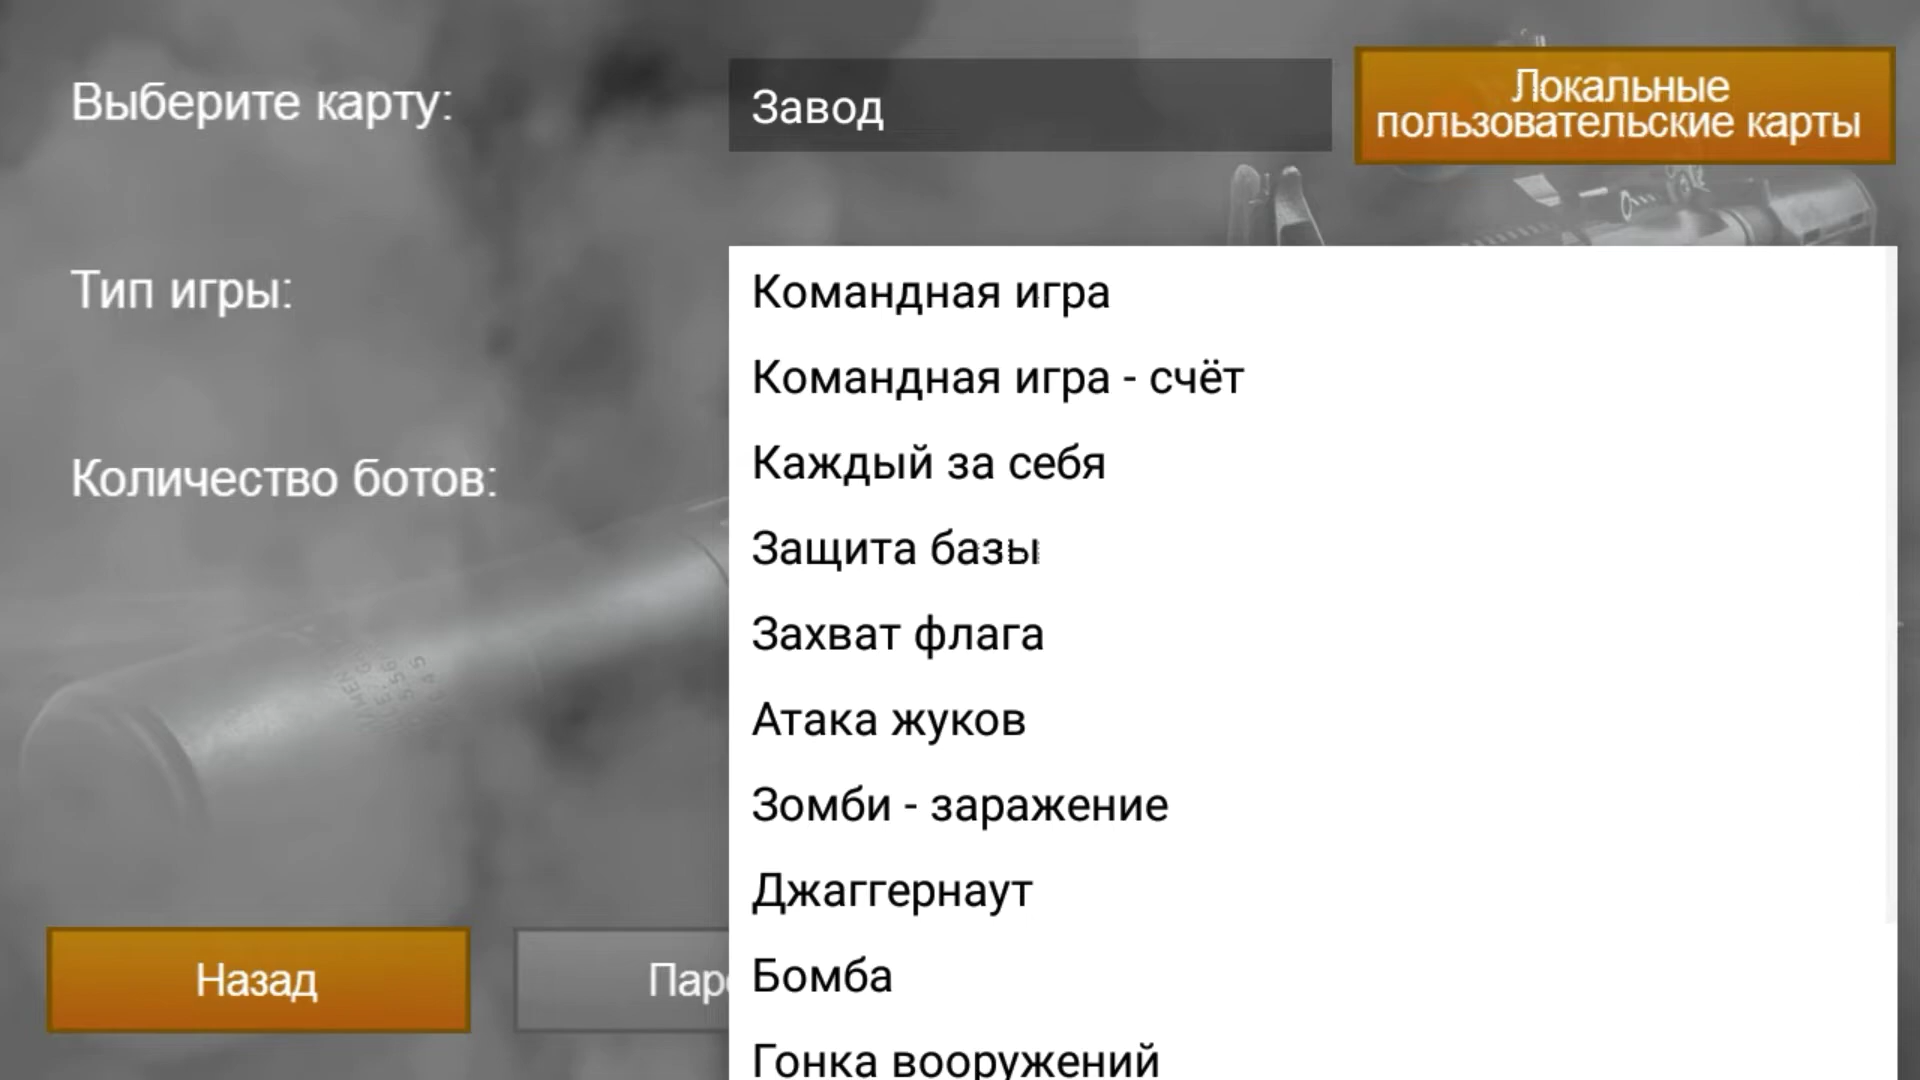 Выберите карту:
Завод
Локальные
пользовательские карты
Тип игры:
Командная игра
Командная игра - счёт
Каждый за себя
Количество ботов:
Защита базы
Захват флага
Атака жуков
Зомби - заражение
Джаггернаут
Бомба
Гонка вооружений
Назад